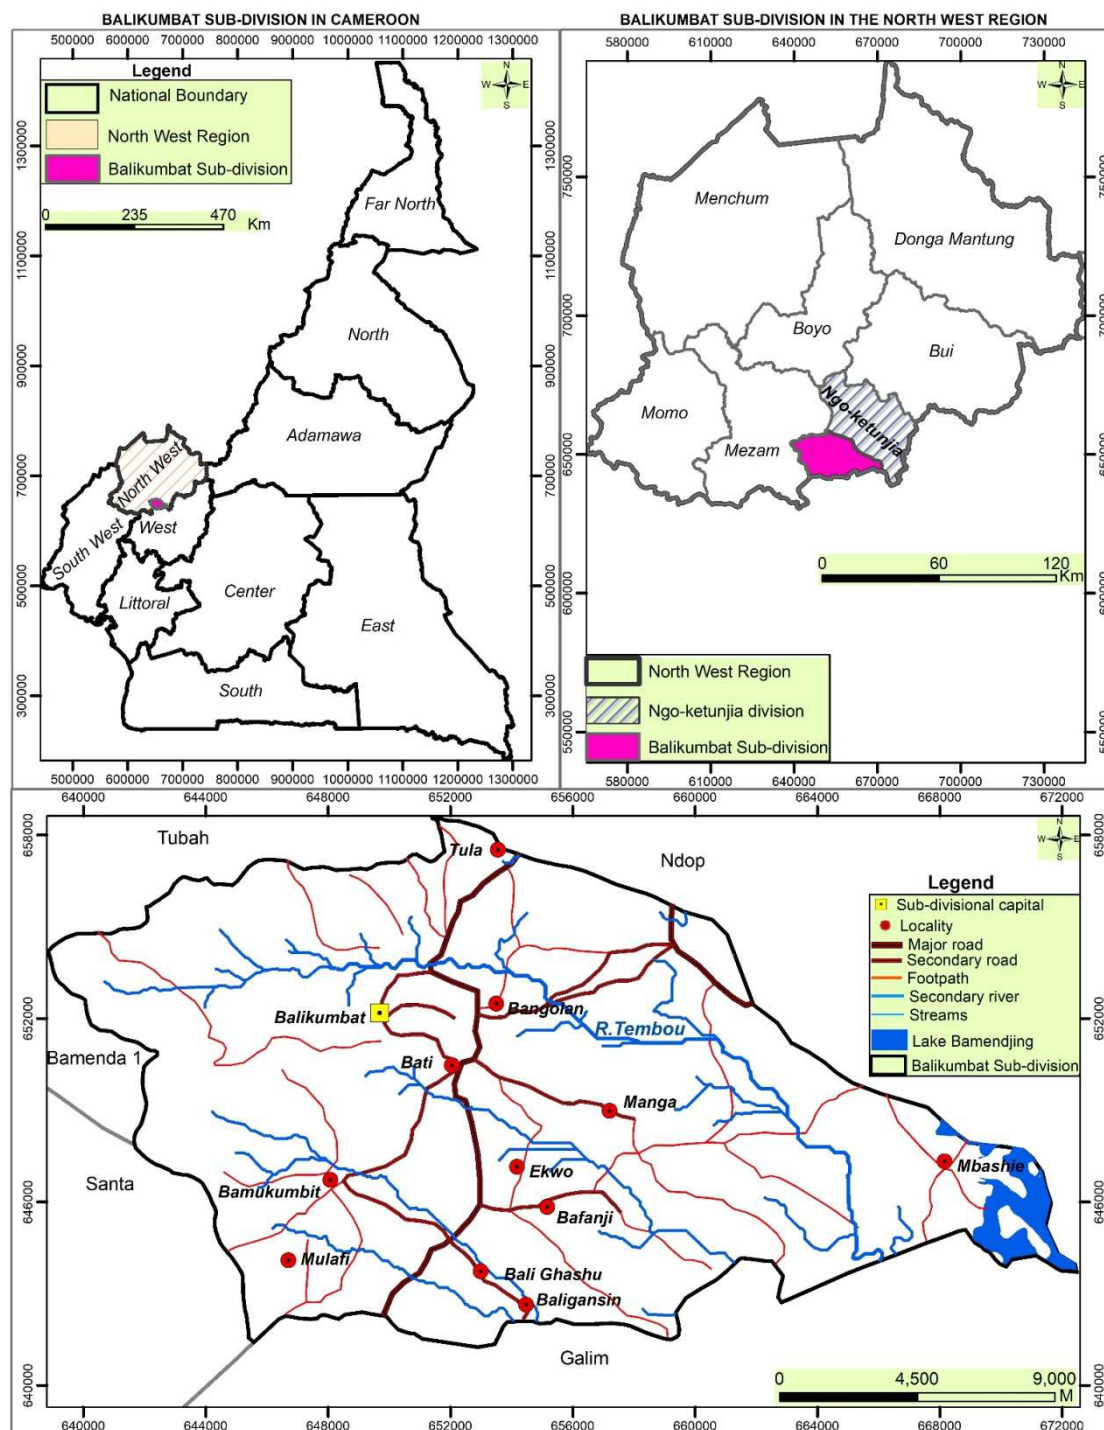 BALIKUMBAT SUB-DIVISION IN CAMEROON
500000 600000 700000 800000 900000 1000000 1100000 1200000 1300000
Legend
National Boundary
North West Region
Balikumbat Sub-division
0 235 470
Km
N
W E
S
1300000
1100000
900000
700000
500000
300000
1300000
1100000
900000
700000
500000
300000
Far North
North
Adamawa
North West
West
South West
Littoral
Center
East
South
500000 600000 700000 800000 900000 1000000 1100000 1200000 1300000
BALIKUMBAT SUB-DIVISION IN THE NORTH WEST REGION
580000 610000 640000 670000 700000 730000
N
W E
S
750000
700000
650000
600000
550000
750000
700000
650000
600000
550000
Menchum
Donga Mantung
Boyo
Bui
Ngo-ketunjia
Momo
Mezam
0 60 120
Km
North West Region
Ngo-ketunjia division
Balikumbat Sub-division
580000 610000 640000 670000 700000 730000
640000 644000 648000 652000 656000 660000 664000 668000 672000
658000
652000
646000
640000
658000
652000
646000
640000
N
W E
S
Tubah
Tula
Ndop
Legend
Sub-divisional capital
Locality
Major road
Secondary road
Footpath
Secondary river
Streams
Lake Bamendjing
Balikumbat Sub-division
Balikumbat
Bangolan
R.Tembou
Bamenda 1
Bati
Manga
Ekwo
Mbashie
Santa
Bamukumbit
Bafanji
Mulafi
Bali Ghashu
Baligansin
Galim
0 4,500 9,000
M
640000 644000 648000 652000 656000 660000 664000 668000 672000